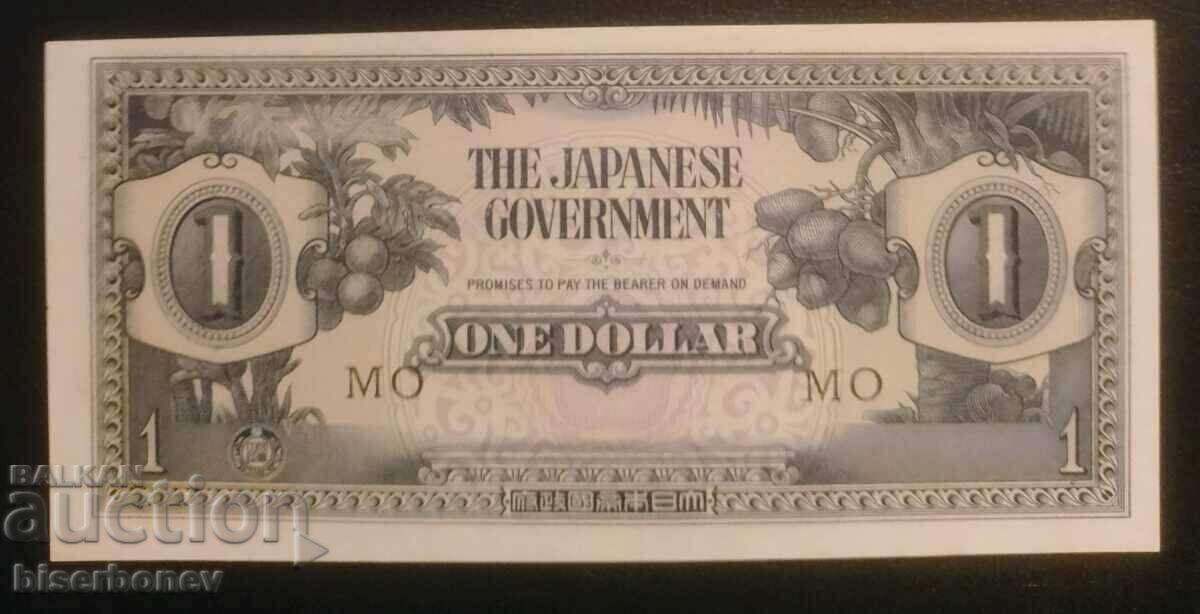 THE JAPANESE
GOVERNMENT
PROMISES TO PAY THE BEARER ON DEMAND
ONE DOLLAR
1
1
MO
MO
1
1
府政國帝本日大
BALKAN
auction
biserbonev